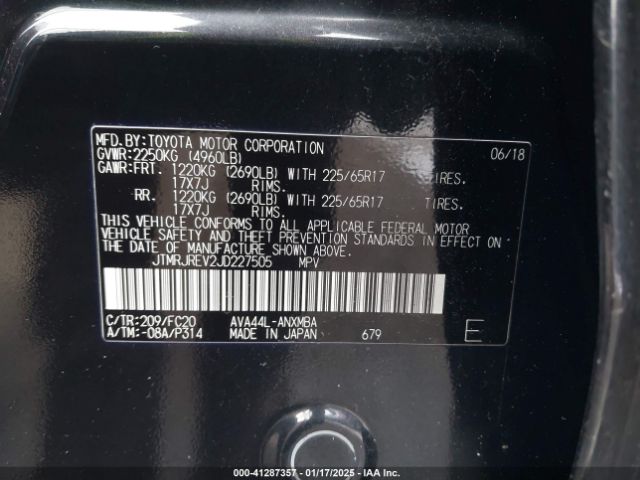 MFD.BY:TOYOTA MOTOR CORPORATION 06/18
GVWR:2250KG (4960LB)
GAWR:FRT. 1220KG (2690LB) WITH 225/65R17 TIRES.
17X7J RIMS.
RR. 1220KG (2690LB) WITH 225/65R17 TIRES.
17X7J RIMS.
THIS VEHICLE CONFORMS TO ALL APPLICABLE FEDERAL MOTOR
VEHICLE SAFETY AND THEFT PREVENTION STANDARDS IN EFFECT ON
THE DATE OF MANUFACTURE SHOWN ABOVE.
JTMRJREV2JD227505 MPV
C/TR:209/FC20 AVA44L-ANXMBA
A/TM:-08A/P314 MADE IN JAPAN 679 E
000-41287357 - 01/17/2025 - IAAI.COM